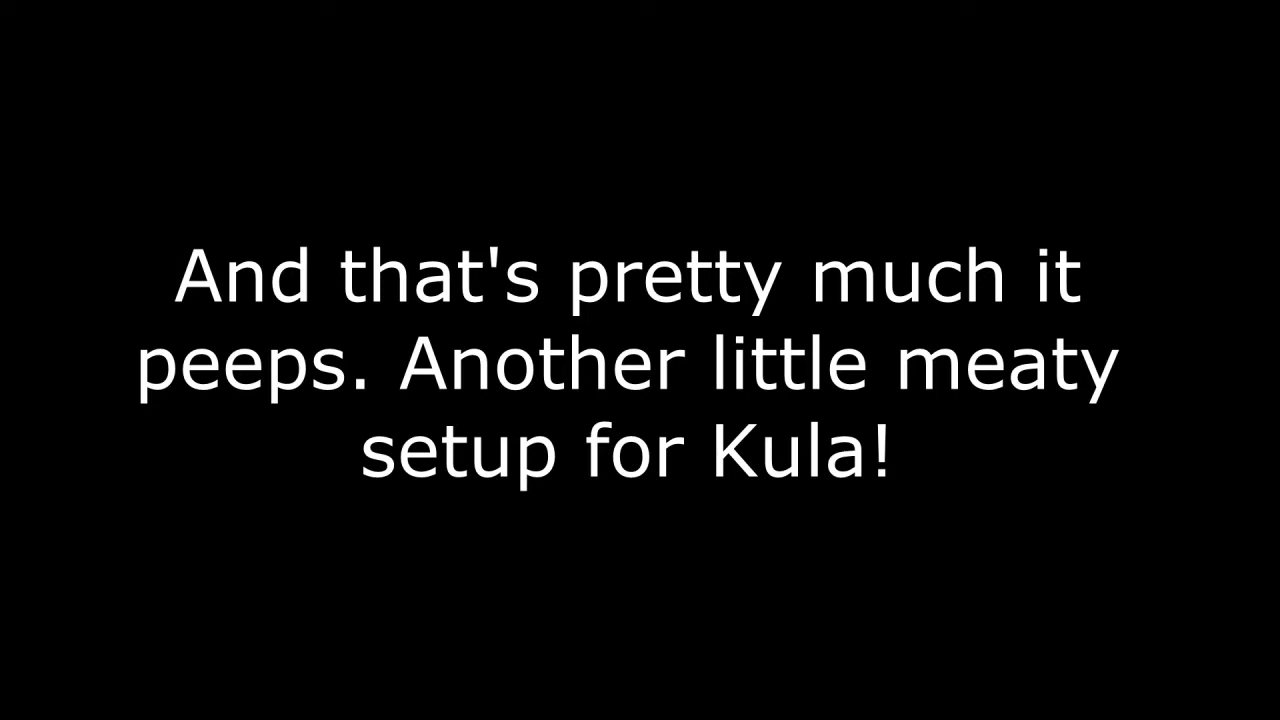 And that's pretty much it
peeps. Another little meaty
setup for Kula!